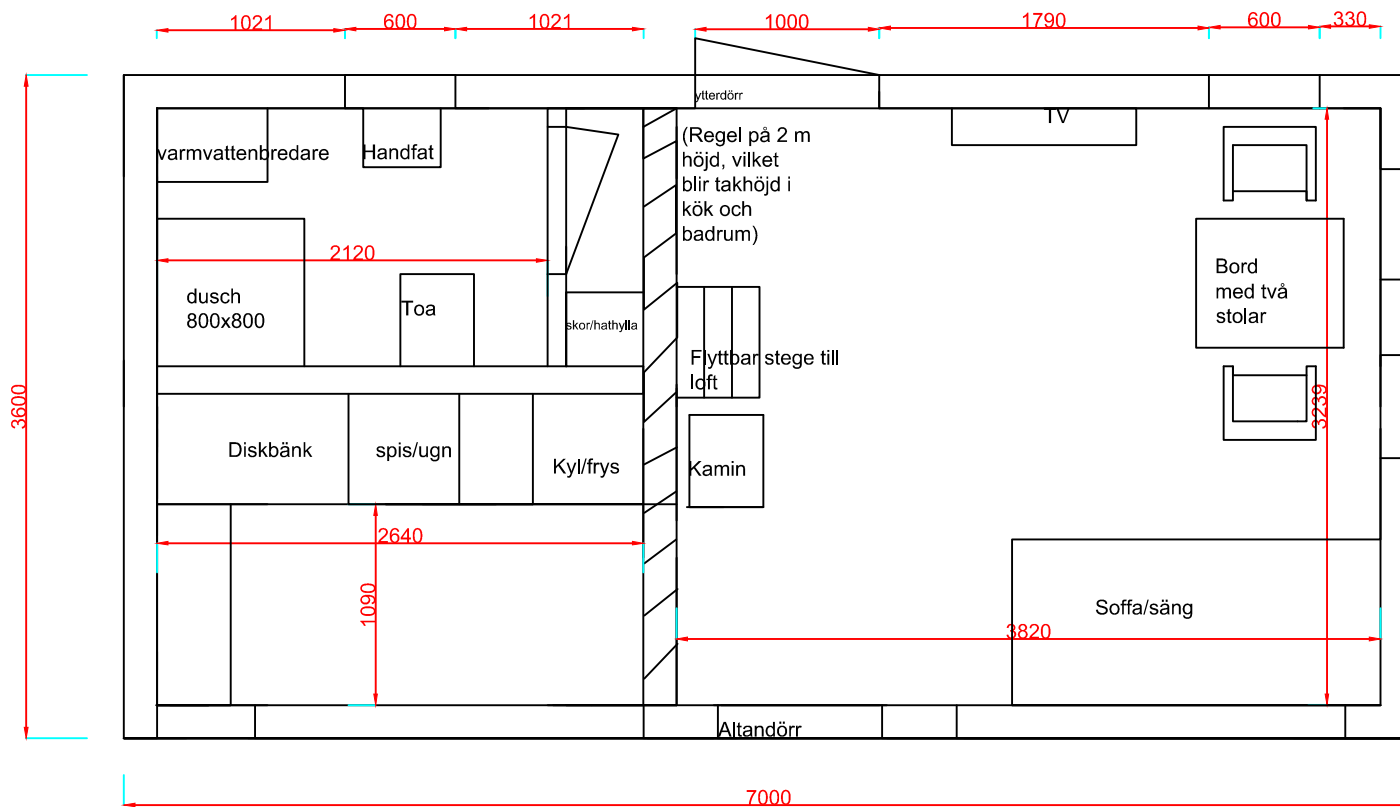 1021
600
1021
1000
1790
600
330
ytterdörr
TV
varmvattenbredare
Handfat
(Regel på 2 m
höjd, vilket
blir takhöjd i
kök och
badrum)
2120
dusch
800x800
Toa
skor/hathylla
Bord
med två
stolar
Flyttbar stege till
loft
3600
3239
Diskbänk
spis/ugn
Kyl/frys
Kamin
2640
1090
Soffa/säng
3820
Altandörr
7000